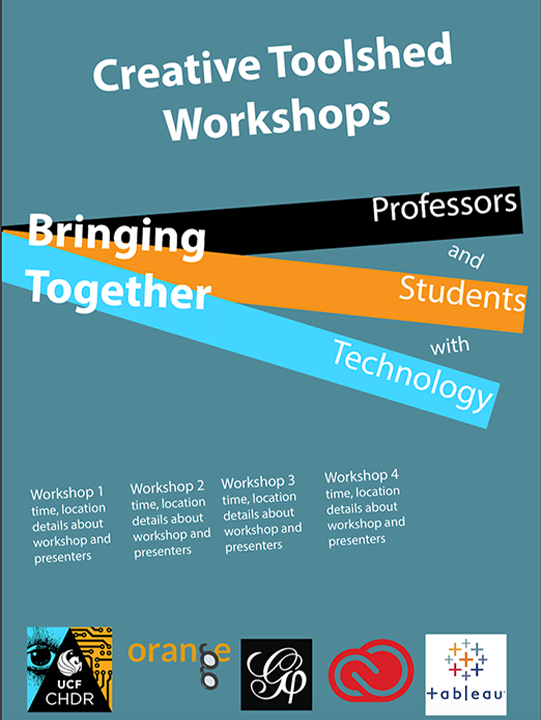 Creative Toolshed
Workshops
Bringing
Together
Professors
and
Students
with
Technology
Workshop 1
time, location
details about
workshop and
presenters
Workshop 2
time, location
details about
workshop and
presenters
Workshop 3
time, location
details about
workshop and
presenters
Workshop 4
time, location
details about
workshop and
presenters
UCF
CHDR
orange
+ableau